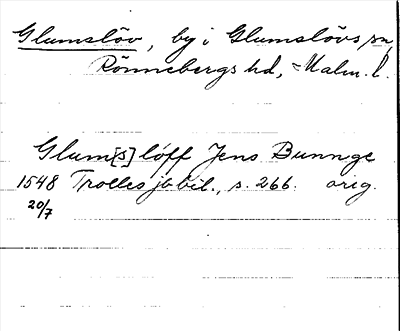 Glumslöv, by i Glumslövs sn,
Rönnebergs hd, Malm. l.
Glum[s]löff Jens Bunnge
1548 Trolles jb bil., s. 266. orig.
20/7